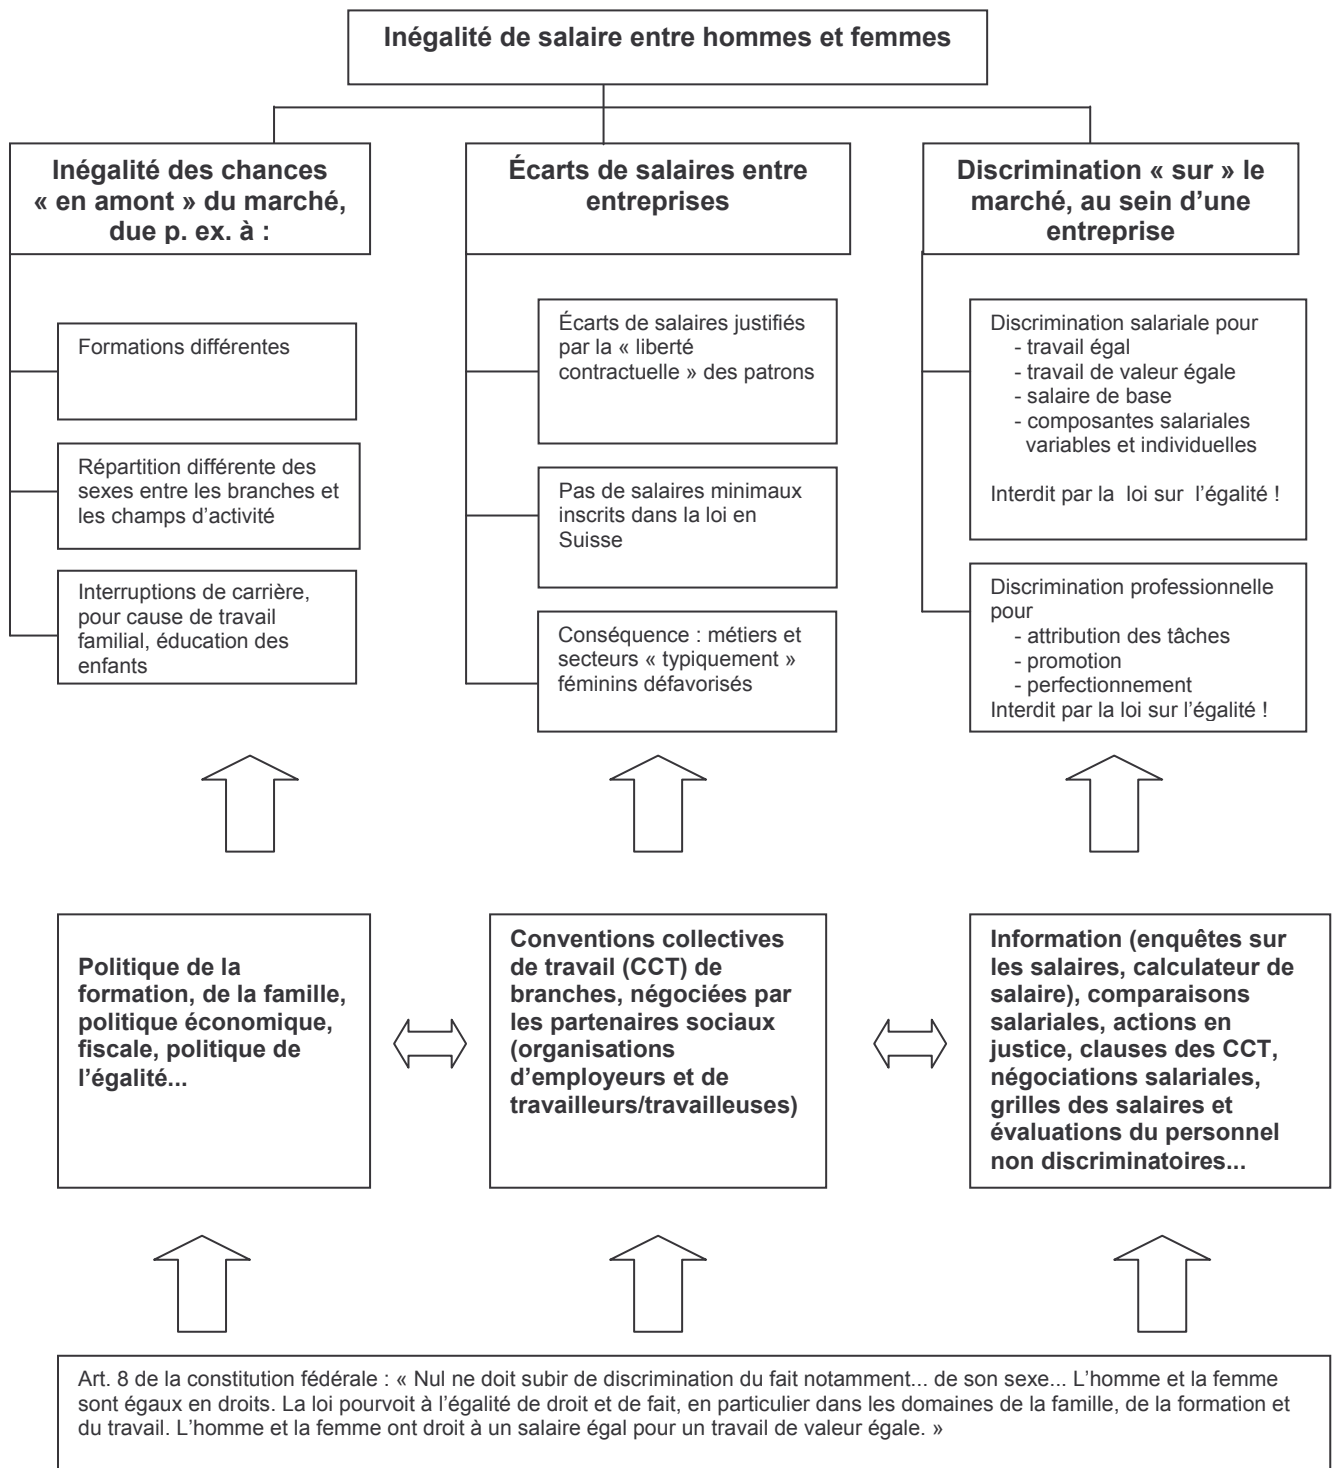 Inégalité de salaire entre hommes et femmes
Inégalité des chances
« en amont » du marché,
due p. ex. à :
Formations différentes
Répartition différente des
sexes entre les branches et
les champs d’activité
Interruptions de carrière,
pour cause de travail
familial, éducation des
enfants
Écarts de salaires entre
entreprises
Écarts de salaires justifiés
par la « liberté
contractuelle » des patrons
Pas de salaires minimaux
inscrits dans la loi en
Suisse
Conséquence : métiers et
secteurs « typiquement »
féminins défavorisés
Discrimination « sur » le
marché, au sein d’une
entreprise
Discrimination salariale pour
- travail égal
- travail de valeur égale
- salaire de base
- composantes salariales
variables et individuelles
Interdit par la loi sur l’égalité !
Discrimination professionnelle
pour
- attribution des tâches
- promotion
- perfectionnement
Interdit par la loi sur l’égalité !
Politique de la
formation, de la famille,
politique économique,
fiscale, politique de
l’égalité...
Conventions collectives
de travail (CCT) de
branches, négociées par
les partenaires sociaux
(organisations
d’employeurs et de
travailleurs/travailleuses)
Information (enquêtes sur
les salaires, calculateur de
salaire), comparaisons
salariales, actions en
justice, clauses des CCT,
négociations salariales,
grilles des salaires et
évaluations du personnel
non discriminatoires...
Art. 8 de la constitution fédérale : « Nul ne doit subir de discrimination du fait notamment... de son sexe... L’homme et la femme
sont égaux en droits. La loi pourvoit à l’égalité de droit et de fait, en particulier dans les domaines de la famille, de la formation et
du travail. L’homme et la femme ont droit à un salaire égal pour un travail de valeur égale. »